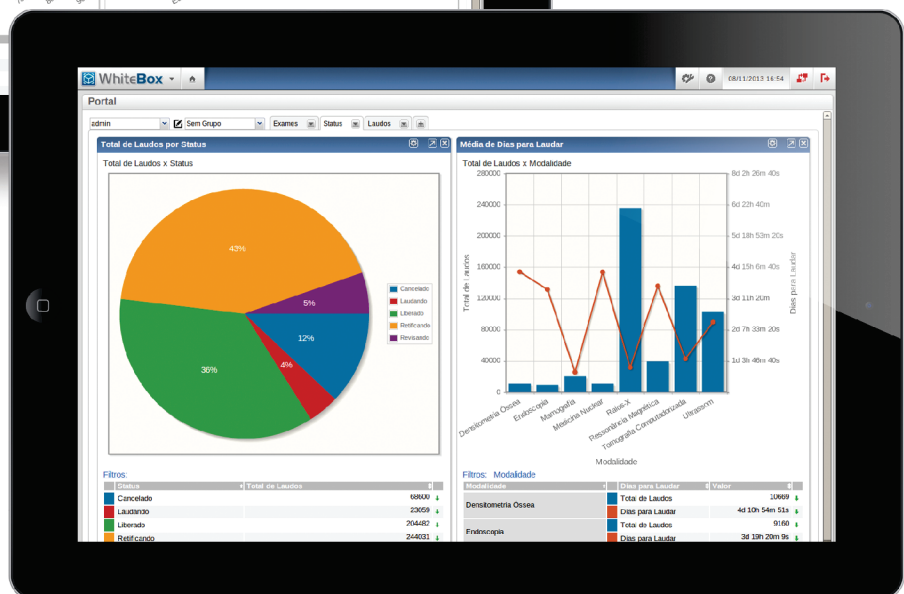 WhiteBox
08/11/2013 16:54
Portal
admin
Sem Grupo
Exames
Status
Laudos
Total de Laudos por Status
Total de Laudos x Status
43%
5%
12%
4%
36%
Cancelado
Laudando
Liberado
Retificando
Revisando
Filtros:
Status Total de Laudos
Cancelado 68600
Laudando 23059
Liberado 204482
Retificando 244031
Média de Dias para Laudar
Total de Laudos x Modalidade
280000 8d 2h 26m 40s
240000 6d 22h 40m
200000 5d 18h 53m 20s
160000 4d 15h 6m 40s
120000 3d 11h 20m
80000 2d 7h 33m 20s
40000 1d 3h 46m 40s
0
Total de Laudos
Dias para Laudar
Densitometria Óssea
Endoscopia
Mamografia
Medicina Nuclear
Raios-X
Ressonância Magnética
Tomografia Computadorizada
Ultrassom
Modalidade
Filtros: Modalidade
Modalidade Dias para Laudar Valor
Densitometria Óssea
Total de Laudos 10669
Dias para Laudar 4d 10h 54m 51s
Endoscopia
Total de Laudos 9160
Dias para Laudar 3d 19h 20m 9s